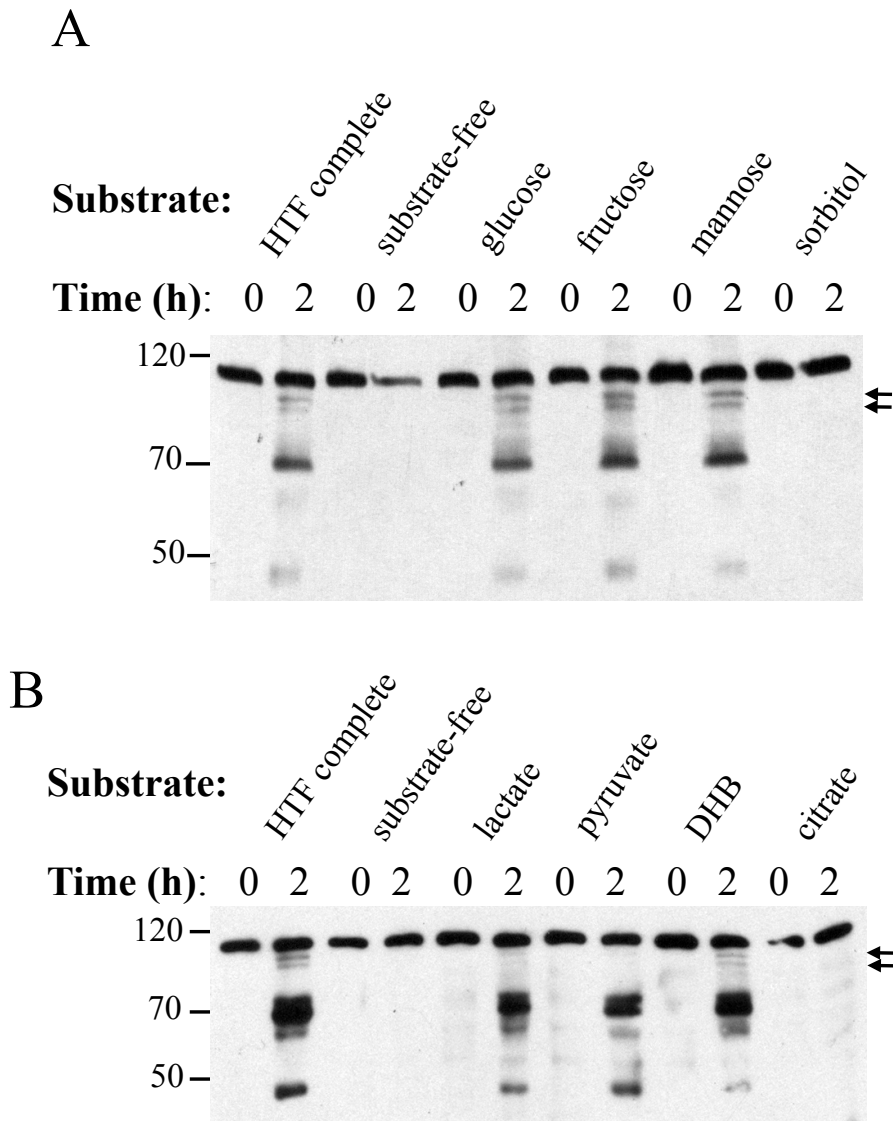 A
Substrate: HTF complete substrate-free glucose fructose mannose sorbitol
Time (h): 0 2 0 2 0 2 0 2 0 2 0 2
120
70
50
B
Substrate: HTF complete substrate-free lactate pyruvate DHB citrate
Time (h): 0 2 0 2 0 2 0 2 0 2 0 2
120
70
50